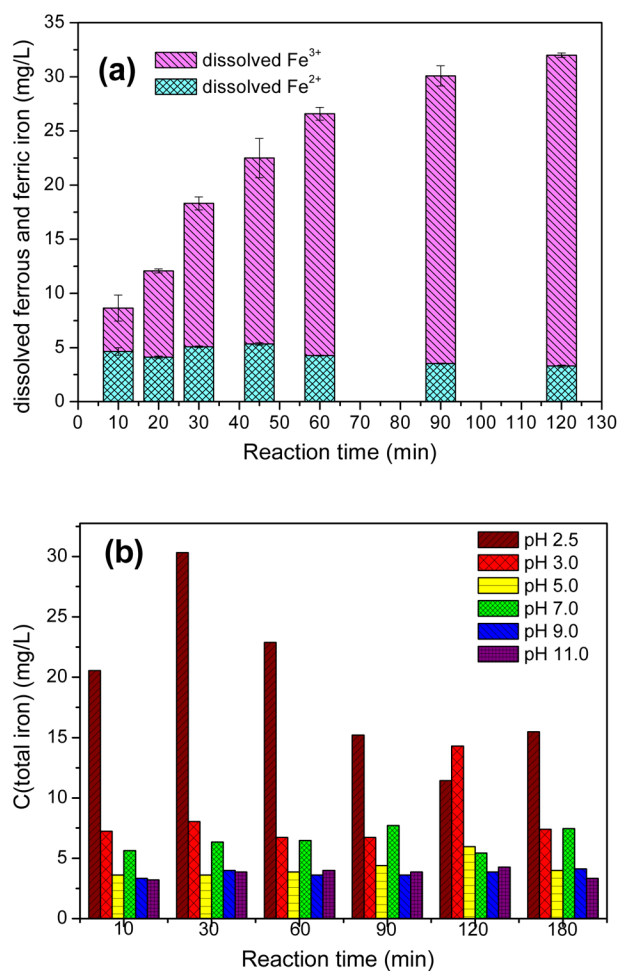 (a)
dissolved Fe3+
dissolved Fe2+
dissolved ferrous and ferric iron (mg/L)
35
30
25
20
15
10
5
0
0 10 20 30 40 50 60 70 80 90 100 110 120 130
Reaction time (min)
(b)
pH 2.5
pH 3.0
pH 5.0
pH 7.0
pH 9.0
pH 11.0
C(total iron) (mg/L)
30
25
20
15
10
5
0
10 30 60 90 120 180
Reaction time (min)